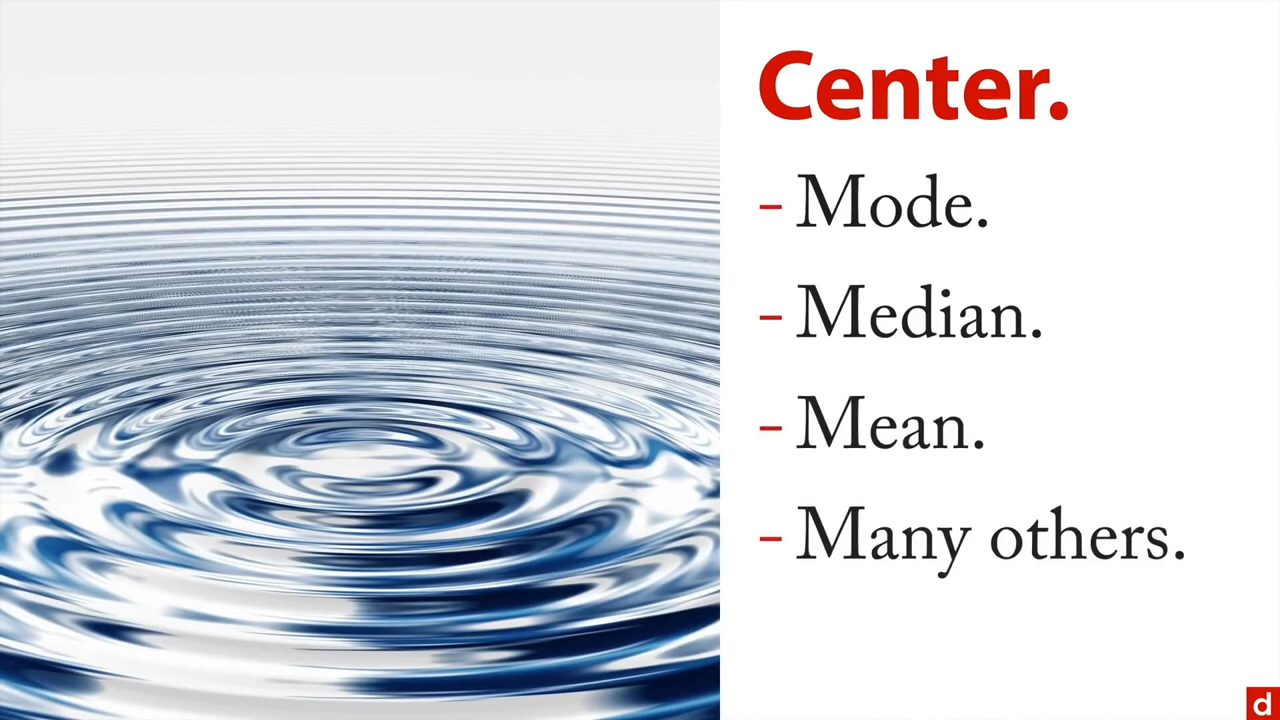 Center.
- Mode.
- Median.
- Mean.
- Many others.
d